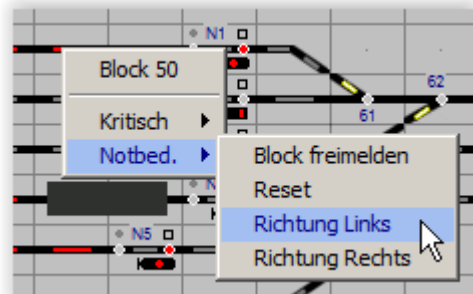 N1
Block 50
62
Kritisch
61
Notbed.
Block freimelden
Reset
Richtung Links
N5
Richtung Rechts